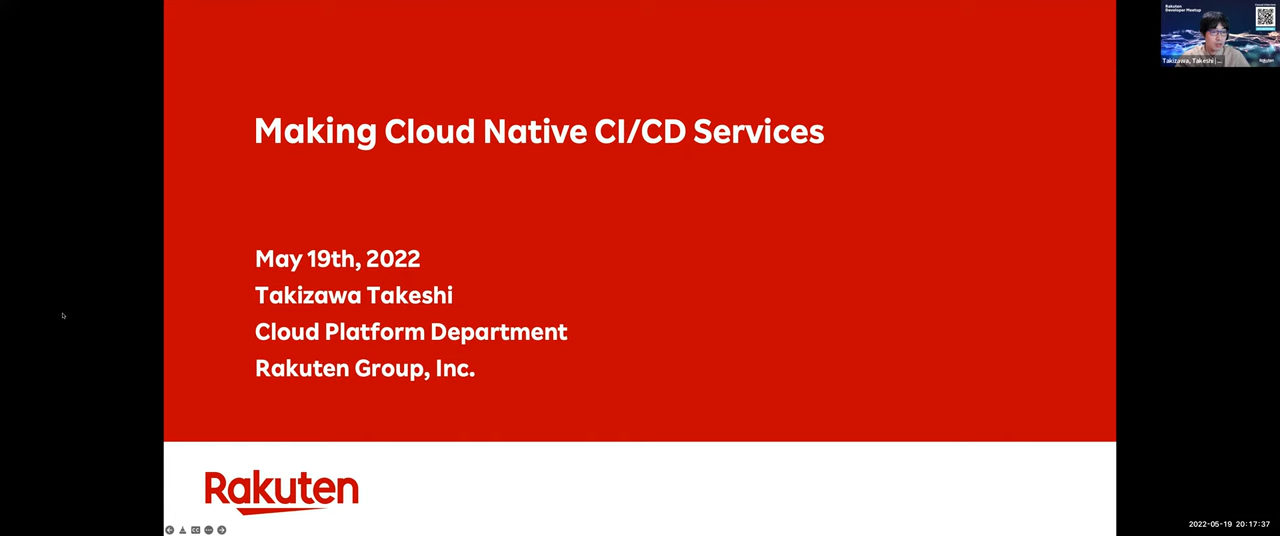 Making Cloud Native CI/CD Services
May 19th, 2022
Takizawa Takeshi
Cloud Platform Department
Rakuten Group, Inc.
Rakuten
Rakuten
Developer Meetup
Takizawa, Takeshi | ...
Rakuten
2022-05-19 20:17:37